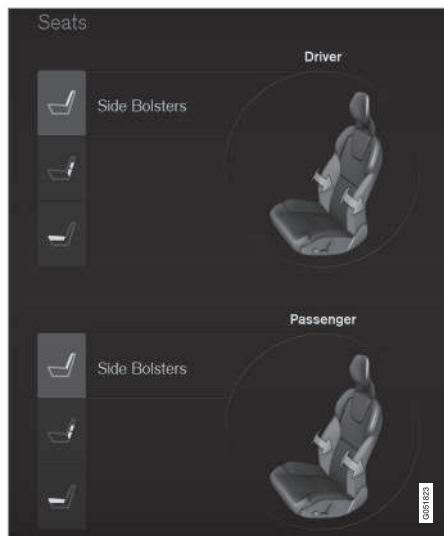 Seats
Driver
Side Bolsters
Passenger
Side Bolsters
G051823